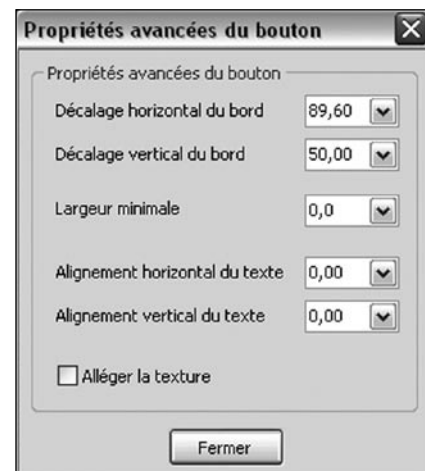 Propriétés avancées du bouton
Propriétés avancées du bouton
Décalage horizontal du bord 89,60
Décalage vertical du bord 50,00
Largeur minimale 0,0
Alignement horizontal du texte 0,00
Alignement vertical du texte 0,00
Alléger la texture
Fermer